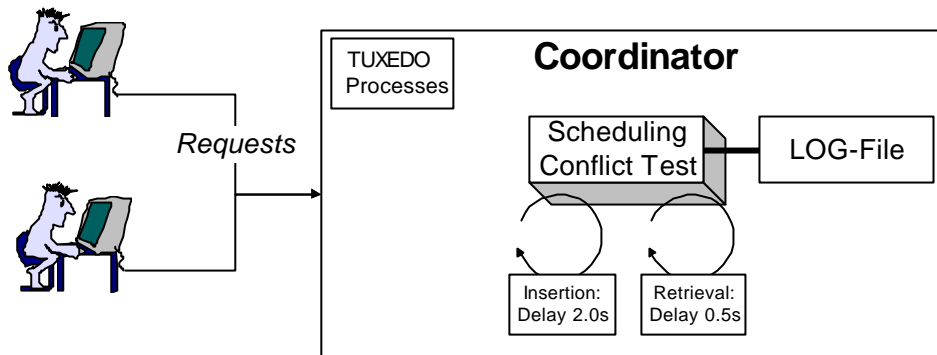 TUXEDO
Processes
Coordinator
Requests
Scheduling
Conflict Test
LOG-File
Insertion:
Delay 2.0s
Retrieval:
Delay 0.5s